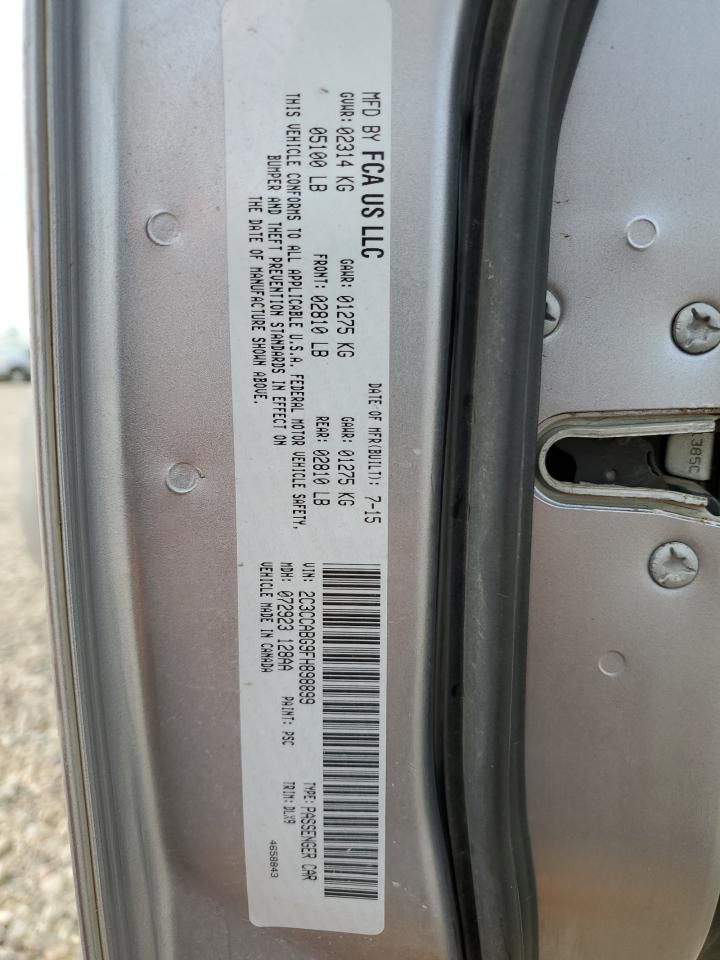 MFD BY FCA US LLC
DATE OF MFR(BUILT): 7-15
GVWR: 02314 KG
GAWR: 01275 KG
GAWR: 01275 KG
05100 LB
FRONT: 02810 LB
REAR: 02810 LB
THIS VEHICLE CONFORMS TO ALL APPLICABLE U.S.A. FEDERAL MOTOR VEHICLE SAFETY,
BUMPER AND THEFT PREVENTION STANDARDS IN EFFECT ON
THE DATE OF MANUFACTURE SHOWN ABOVE.
VIN: 2C3CCABG9FH898899
TYPE: PASSENGER CAR
MDH: 072923 128AA
PAINT: PSC
TRIM: DLX9
VEHICLE MADE IN CANADA
4658843
385C